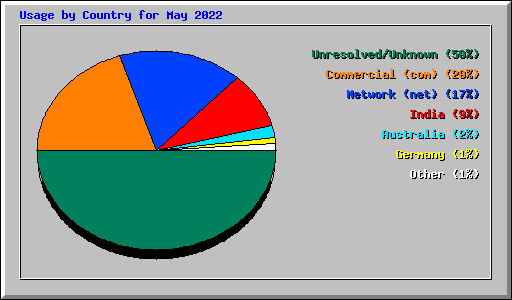 Usage by Country for May 2022
Unresolved/Unknown (50%)
Commercial (com) (20%)
Network (net) (17%)
India (9%)
Australia (2%)
Germany (1%)
Other (1%)